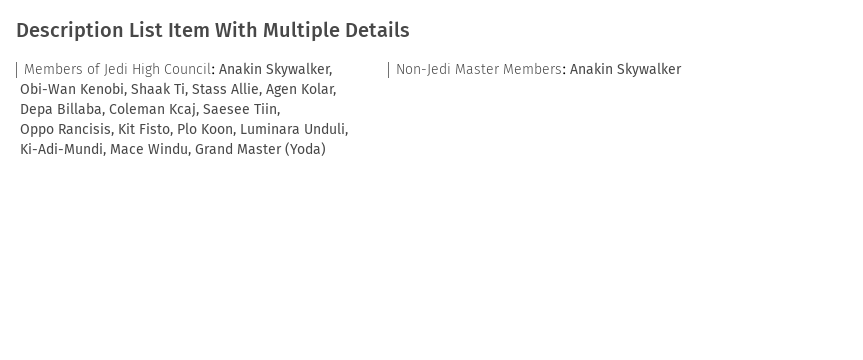 Description List Item With Multiple Details
Members of Jedi High Council: Anakin Skywalker,
Obi-Wan Kenobi, Shaak Ti, Stass Allie, Agen Kolar,
Depa Billaba, Coleman Kcaj, Saesee Tiin,
Oppo Rancisis, Kit Fisto, Plo Koon, Luminara Unduli,
Ki-Adi-Mundi, Mace Windu, Grand Master (Yoda)
Non-Jedi Master Members: Anakin Skywalker